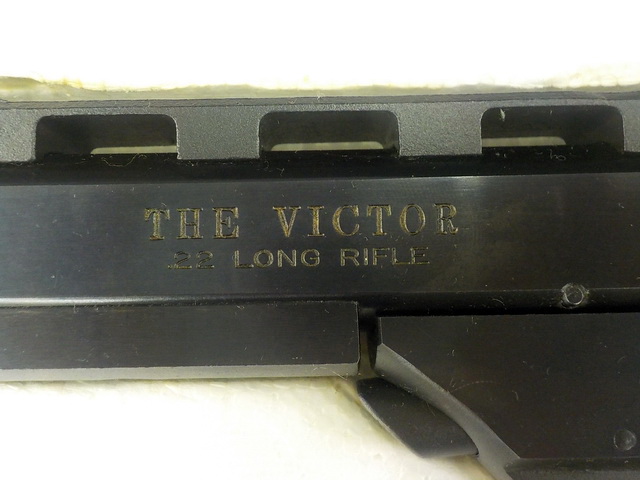 THE VICTOR
.22 LONG RIFLE